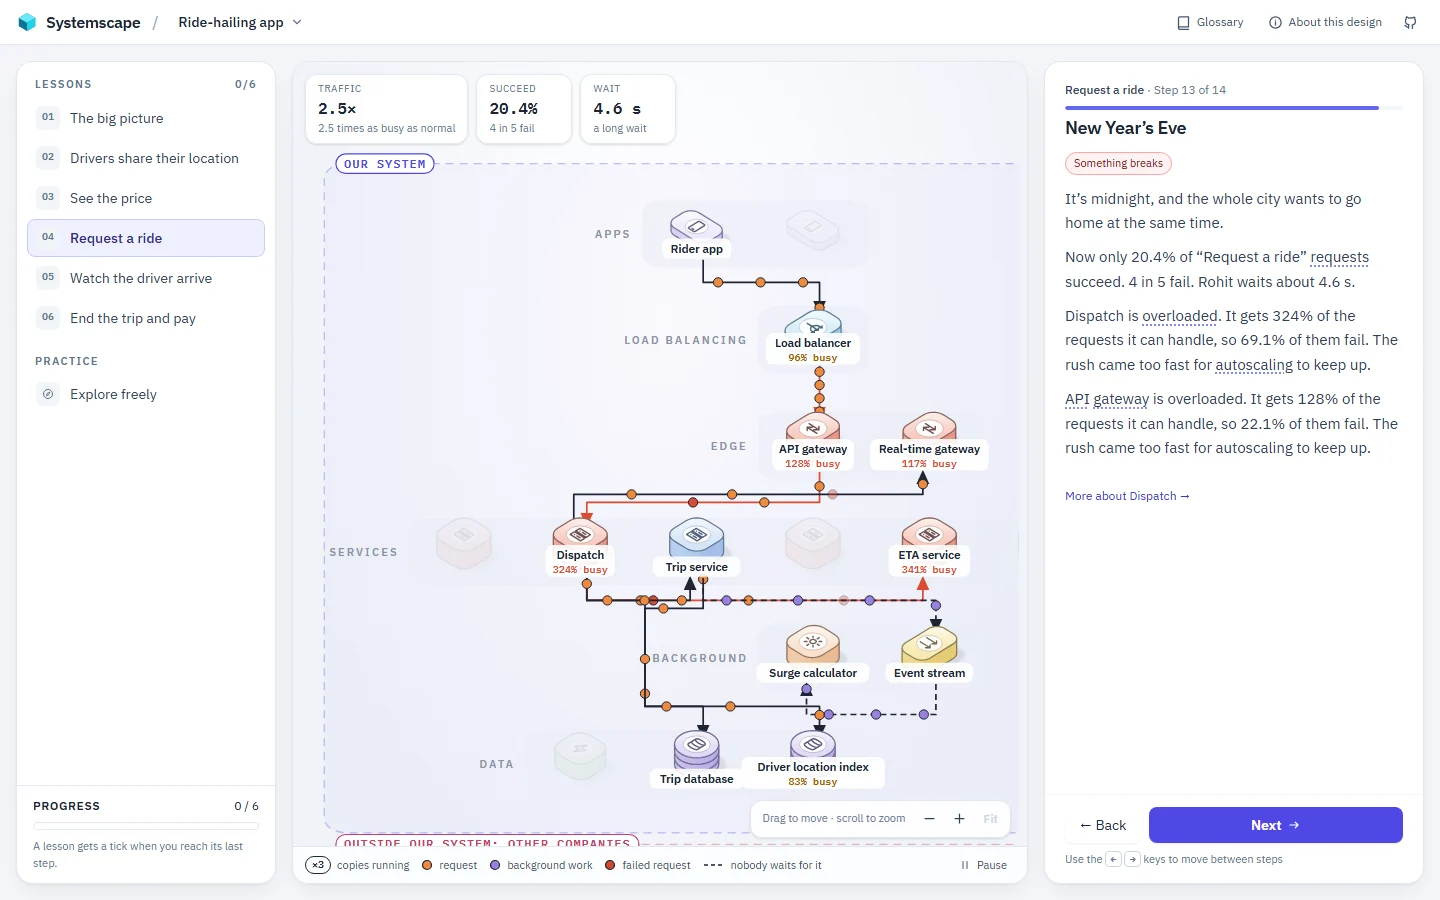 Systemscape / Ride-hailing app
Glossary
About this design
LESSONS 0/6
01 The big picture
02 Drivers share their location
03 See the price
04 Request a ride
05 Watch the driver arrive
06 End the trip and pay
PRACTICE
Explore freely
PROGRESS 0 / 6
A lesson gets a tick when you reach its last
step.
TRAFFIC
2.5×
2.5 times as busy as normal
SUCCEED
20.4%
4 in 5 fail
WAIT
4.6 s
a long wait
OUR SYSTEM
APPS
Rider app
LOAD BALANCING
Load balancer
96% busy
EDGE
API gateway
128% busy
Real-time gateway
117% busy
SERVICES
Dispatch
324% busy
Trip service
ETA service
341% busy
BACKGROUND
Surge calculator
Event stream
DATA
Trip database
Driver location index
83% busy
Drag to move · scroll to zoom − + Fit
OUTSIDE OUR SYSTEM: OTHER COMPANIES
×3 copies running
request
background work
failed request
nobody waits for it
Pause
Request a ride · Step 13 of 14
New Year’s Eve
Something breaks
It’s midnight, and the whole city wants to go
home at the same time.
Now only 20.4% of “Request a ride” requests
succeed. 4 in 5 fail. Rohit waits about 4.6 s.
Dispatch is overloaded. It gets 324% of the
requests it can handle, so 69.1% of them fail. The
rush came too fast for autoscaling to keep up.
API gateway is overloaded. It gets 128% of the
requests it can handle, so 22.1% of them fail. The
rush came too fast for autoscaling to keep up.
More about Dispatch →
← Back
Next →
Use the ← → keys to move between steps